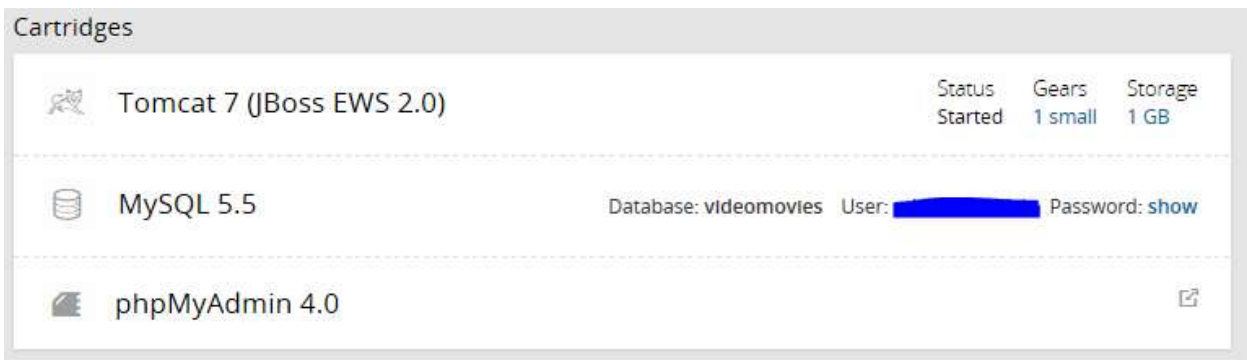 Cartridges
Tomcat 7 (JBoss EWS 2.0)
Status Gears Storage
Started 1 small 1 GB
MySQL 5.5 Database: videomovies User: Password: show
phpMyAdmin 4.0